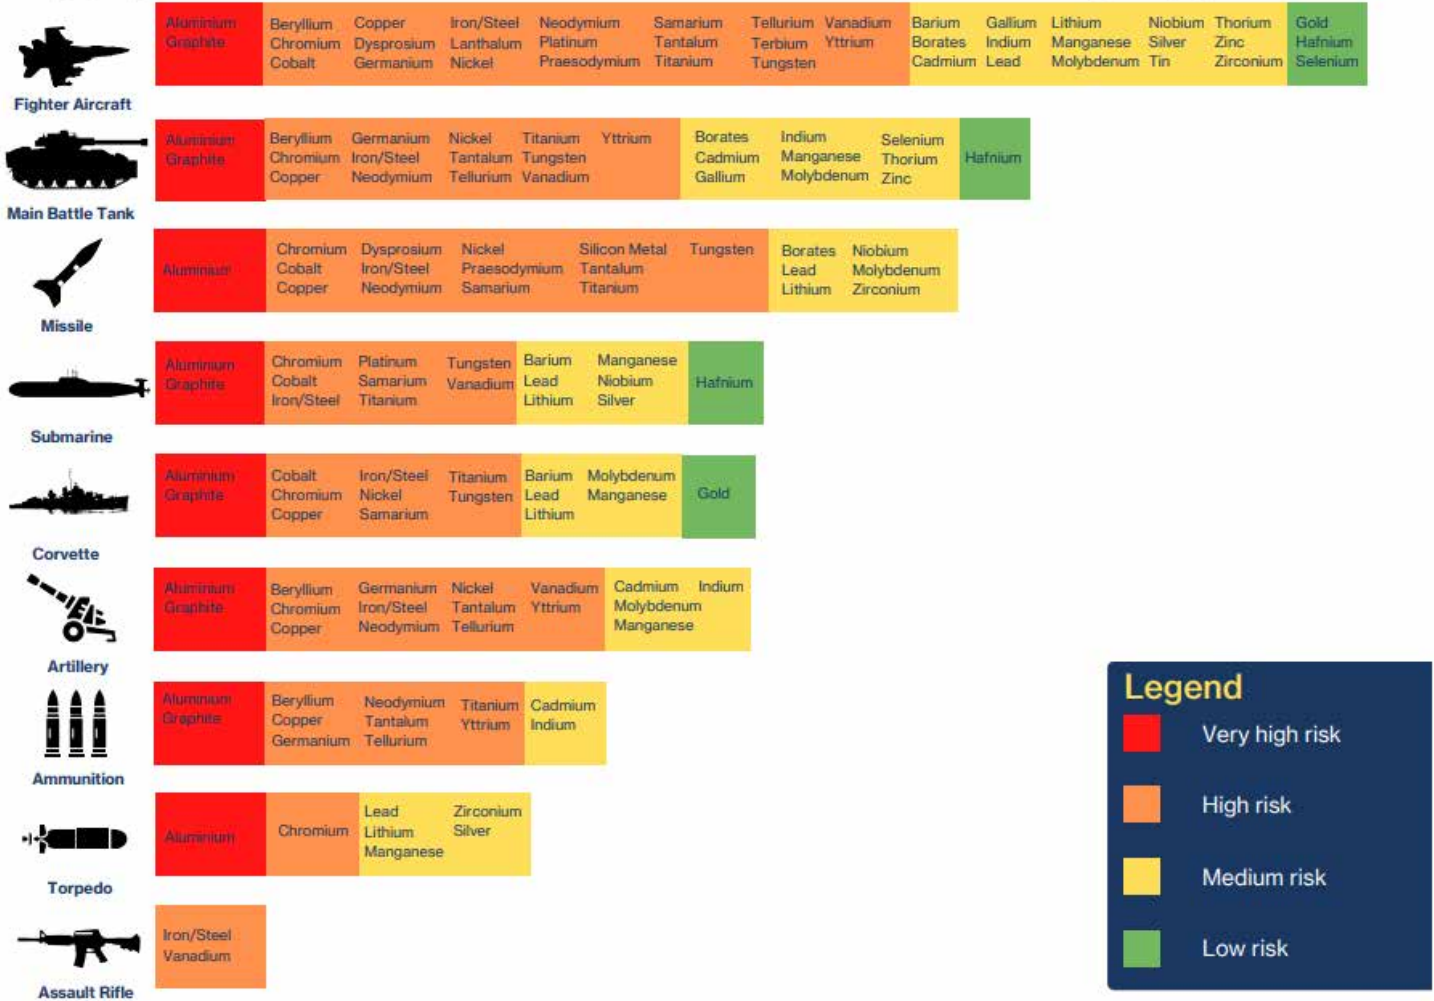 Aluminium Beryllium Copper Iron/Steel Neodymium Samarium Tellurium Vanadium Barium Gallium Lithium Niobium Thorium Gold
Graphite Chromium Dysprosium Lanthalum Platinum Tantalum Terbium Yttrium Borates Indium Manganese Silver Zinc Hafnium
Cobalt Germanium Nickel Praesodymium Titanium Tungsten Cadmium Lead Molybdenum Tin Zirconium Selenium
Fighter Aircraft
Aluminium Beryllium Germanium Nickel Titanium Yttrium Borates Indium Selenium
Graphite Chromium Iron/Steel Tantalum Tungsten Cadmium Manganese Thorium Hafnium
Copper Neodymium Tellurium Vanadium Gallium Molybdenum Zinc
Main Battle Tank
Chromium Dysprosium Nickel Silicon Metal Tungsten Borates Niobium
Aluminium Cobalt Iron/Steel Praesodymium Tantalum Lead Molybdenum
Copper Neodymium Samarium Titanium Lithium Zirconium
Missile
Aluminium Chromium Platinum Tungsten Barium Manganese
Graphite Cobalt Samarium Vanadium Lead Niobium Hafnium
Iron/Steel Titanium Lithium Silver
Submarine
Aluminium Cobalt Iron/Steel Titanium Barium Molybdenum
Graphite Chromium Nickel Tungsten Lead Manganese Gold
Copper Samarium Lithium
Corvette
Aluminium Beryllium Germanium Nickel Vanadium Cadmium Indium
Graphite Chromium Iron/Steel Tantalum Yttrium Molybdenum
Copper Neodymium Tellurium Manganese
Artillery
Aluminium Beryllium Neodymium Titanium Cadmium
Graphite Copper Tantalum Yttrium Indium
Germanium Tellurium
Ammunition
Lead Zirconium
Aluminium Chromium Lithium Silver
Manganese
Torpedo
Iron/Steel
Vanadium
Assault Rifle
Legend
Very high risk
High risk
Medium risk
Low risk